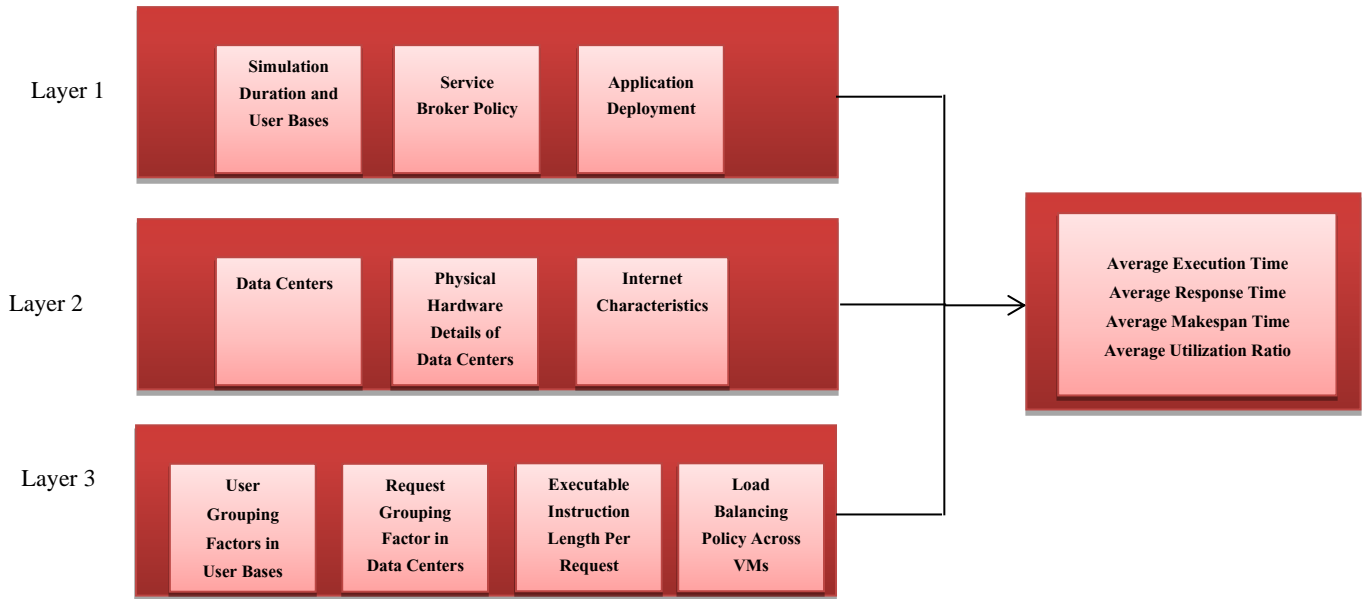 Layer 1
Simulation
Duration and
User Bases
Service
Broker Policy
Application
Deployment
Layer 2
Data Centers
Physical
Hardware
Details of
Data Centers
Internet
Characteristics
Layer 3
User
Grouping
Factors in
User Bases
Request
Grouping
Factor in
Data Centers
Executable
Instruction
Length Per
Request
Load
Balancing
Policy Across
VMs
Average Execution Time
Average Response Time
Average Makespan Time
Average Utilization Ratio